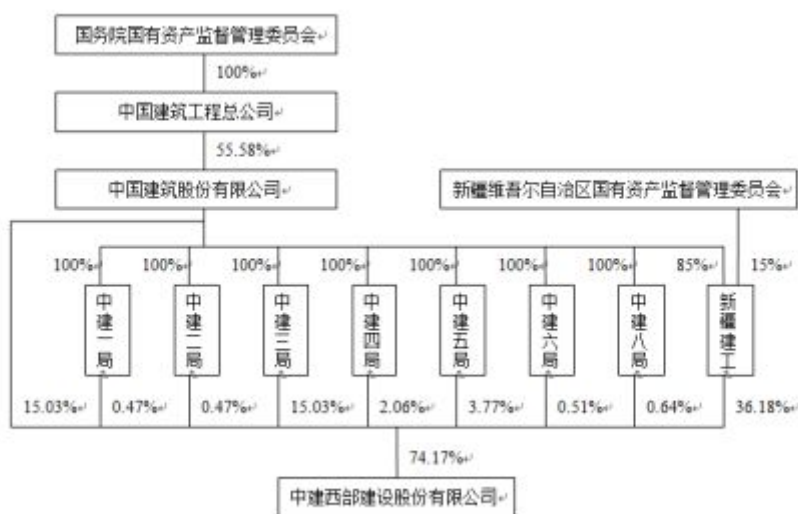 国务院国有资产监督管理委员会
100%
中国建筑工程总公司
55.58%
中国建筑股份有限公司
新疆维吾尔自治区国有资产监督管理委员会
100% 100% 100% 100% 100% 100% 100% 85% 15%
中建一局
中建二局
中建三局
中建四局
中建五局
中建六局
中建八局
新疆建工
15.03% 0.47% 0.47% 15.03% 2.06% 3.77% 0.51% 0.64% 36.18%
74.17%
中建西部建设股份有限公司